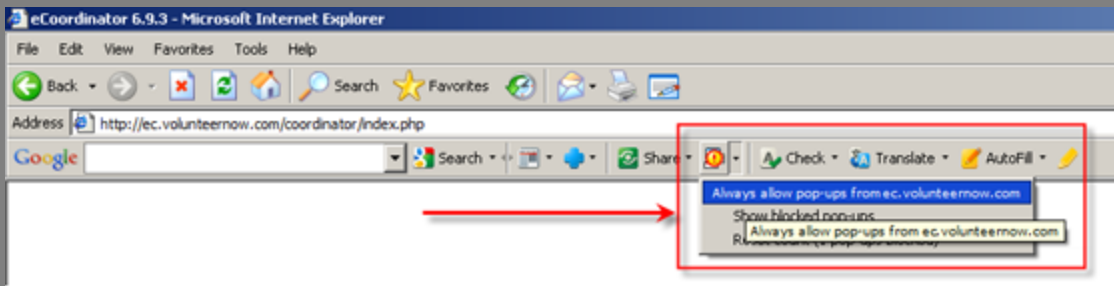 eCoordinator 6.9.3 - Microsoft Internet Explorer
File Edit View Favorites Tools Help
Back Search Favorites
Address http://ec.volunteernow.com/coordinator/index.php
Google Search Share Check Translate AutoFill
Always allow pop-ups from ec.volunteernow.com
Show blocked pop-ups
Always allow pop-ups from ec.volunteernow.com